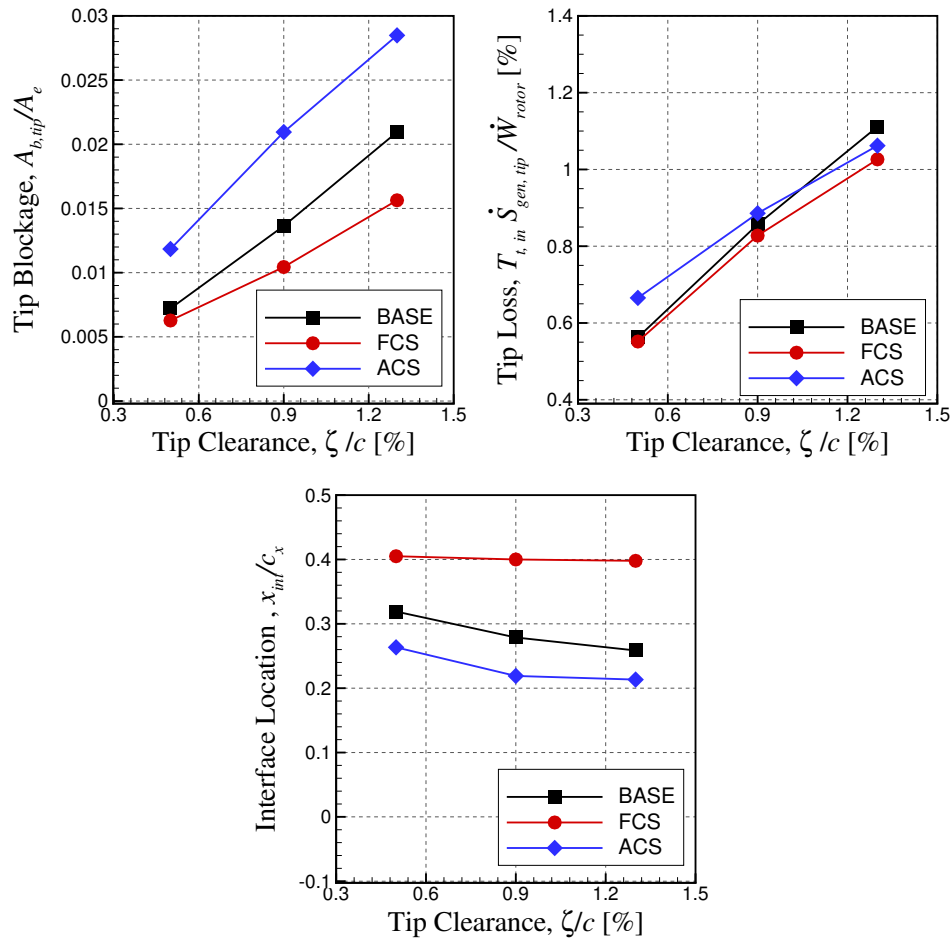 Tip Blockage, A_{b,tip}/A_e
0.03
0.025
0.02
0.015
0.01
0.005
0
0.3 0.6 0.9 1.2 1.5
Tip Clearance, ζ/c [%]
BASE
FCS
ACS
Tip Loss, T_{t, in} Ṡ_{gen, tip} /Ẇ_{rotor} [%]
1.4
1.2
1
0.8
0.6
0.4
0.3 0.6 0.9 1.2 1.5
Tip Clearance, ζ/c [%]
BASE
FCS
ACS
Interface Location , x_{int}/c_x
0.5
0.4
0.3
0.2
0.1
0
-0.1
0.3 0.6 0.9 1.2 1.5
Tip Clearance, ζ/c [%]
BASE
FCS
ACS